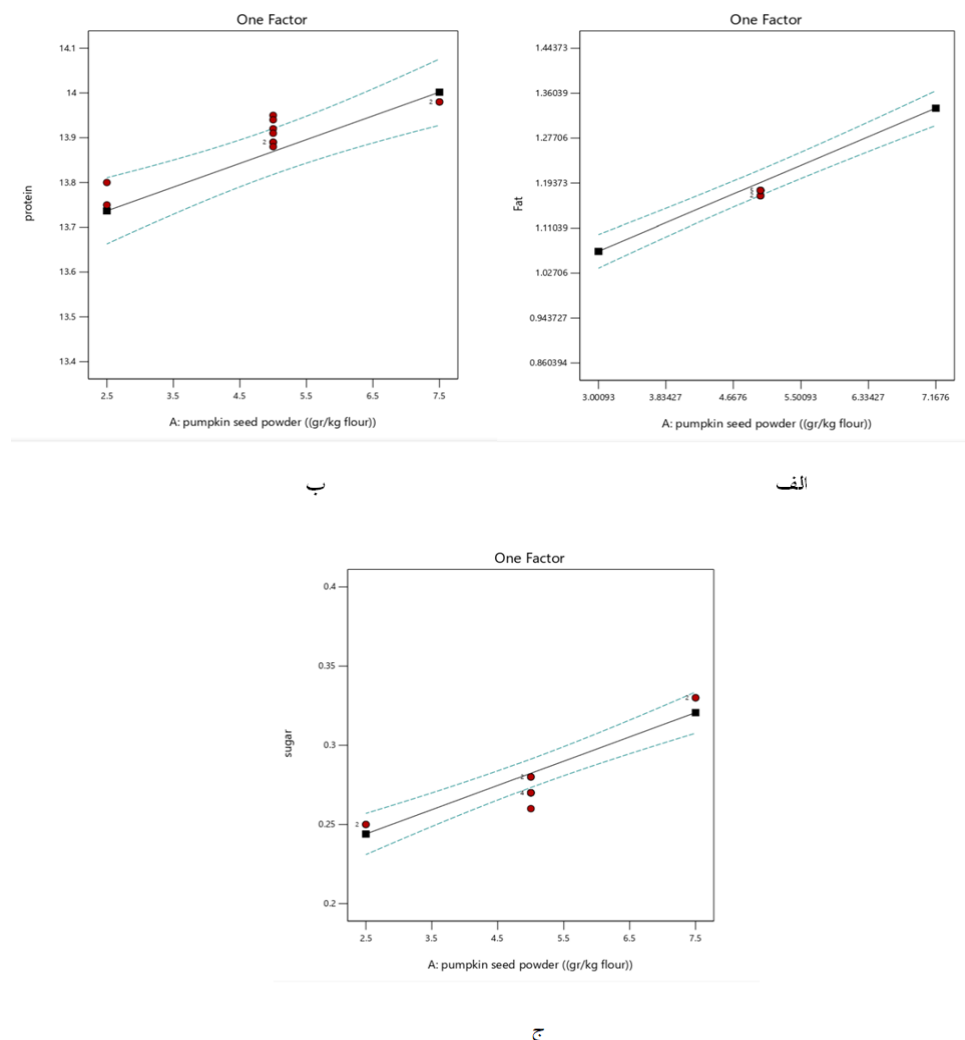 One Factor
14.1
14
13.9
13.8
13.7
13.6
13.5
13.4
protein
2
2
2.5 3.5 4.5 5.5 6.5 7.5
A: pumpkin seed powder ((gr/kg flour))
ب
One Factor
1.44373
1.36039
1.27706
1.19373
1.11039
1.02706
0.943727
0.860394
Fat
3.00093 3.83427 4.6676 5.50093 6.33427 7.1676
A: pumpkin seed powder ((gr/kg flour))
الف
One Factor
0.4
0.35
0.3
0.25
0.2
sugar
2
2
4
2
2.5 3.5 4.5 5.5 6.5 7.5
A: pumpkin seed powder ((gr/kg flour))
ج